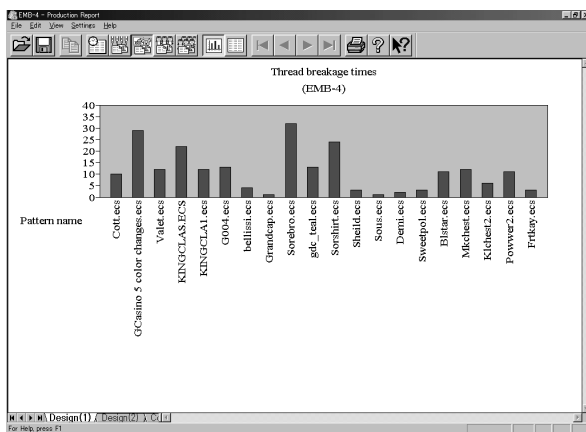 EMB-4 - Production Report
File Edit View Settings Help
Thread breakage times
(EMB-4)
40
35
30
25
20
15
10
5
0
Pattern name
Cott.ecs
GCasino 5 color changes.ecs
Valet.ecs
KINGCLAS.ECS
KINGCLA1.ecs
G004.ecs
bellissi.ecs
Grandcap.ecs
Sorebro.ecs
gdc_teal.ecs
Sorshirt.ecs
Sheild.ecs
Sous.ecs
Demi.ecs
Sweetpol.ecs
Blstar.ecs
Mkchest.ecs
Klchest2.ecs
Powwer2.ecs
Frtkay.ecs
Design(1) Design(2)
For Help, press F1